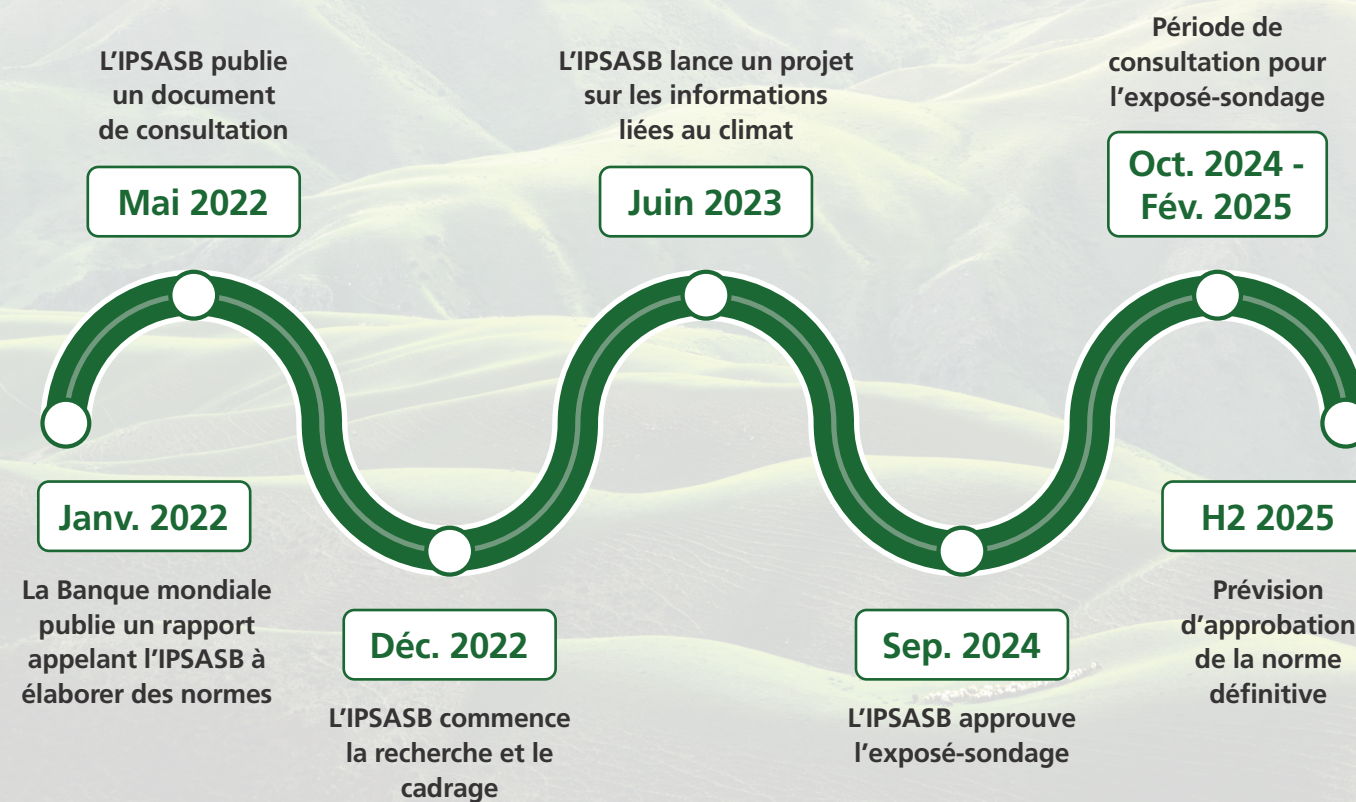 Janv. 2022
La Banque mondiale
publie un rapport
appelant l’IPSASB à
élaborer des normes
L’IPSASB publie
un document
de consultation
Mai 2022
Déc. 2022
L’IPSASB commence
la recherche et le
cadrage
L’IPSASB lance un projet
sur les informations
liées au climat
Juin 2023
Sep. 2024
L’IPSASB approuve
l’exposé-sondage
Période de
consultation pour
l’exposé-sondage
Oct. 2024 -
Fév. 2025
H2 2025
Prévision
d’approbation
de la norme
définitive